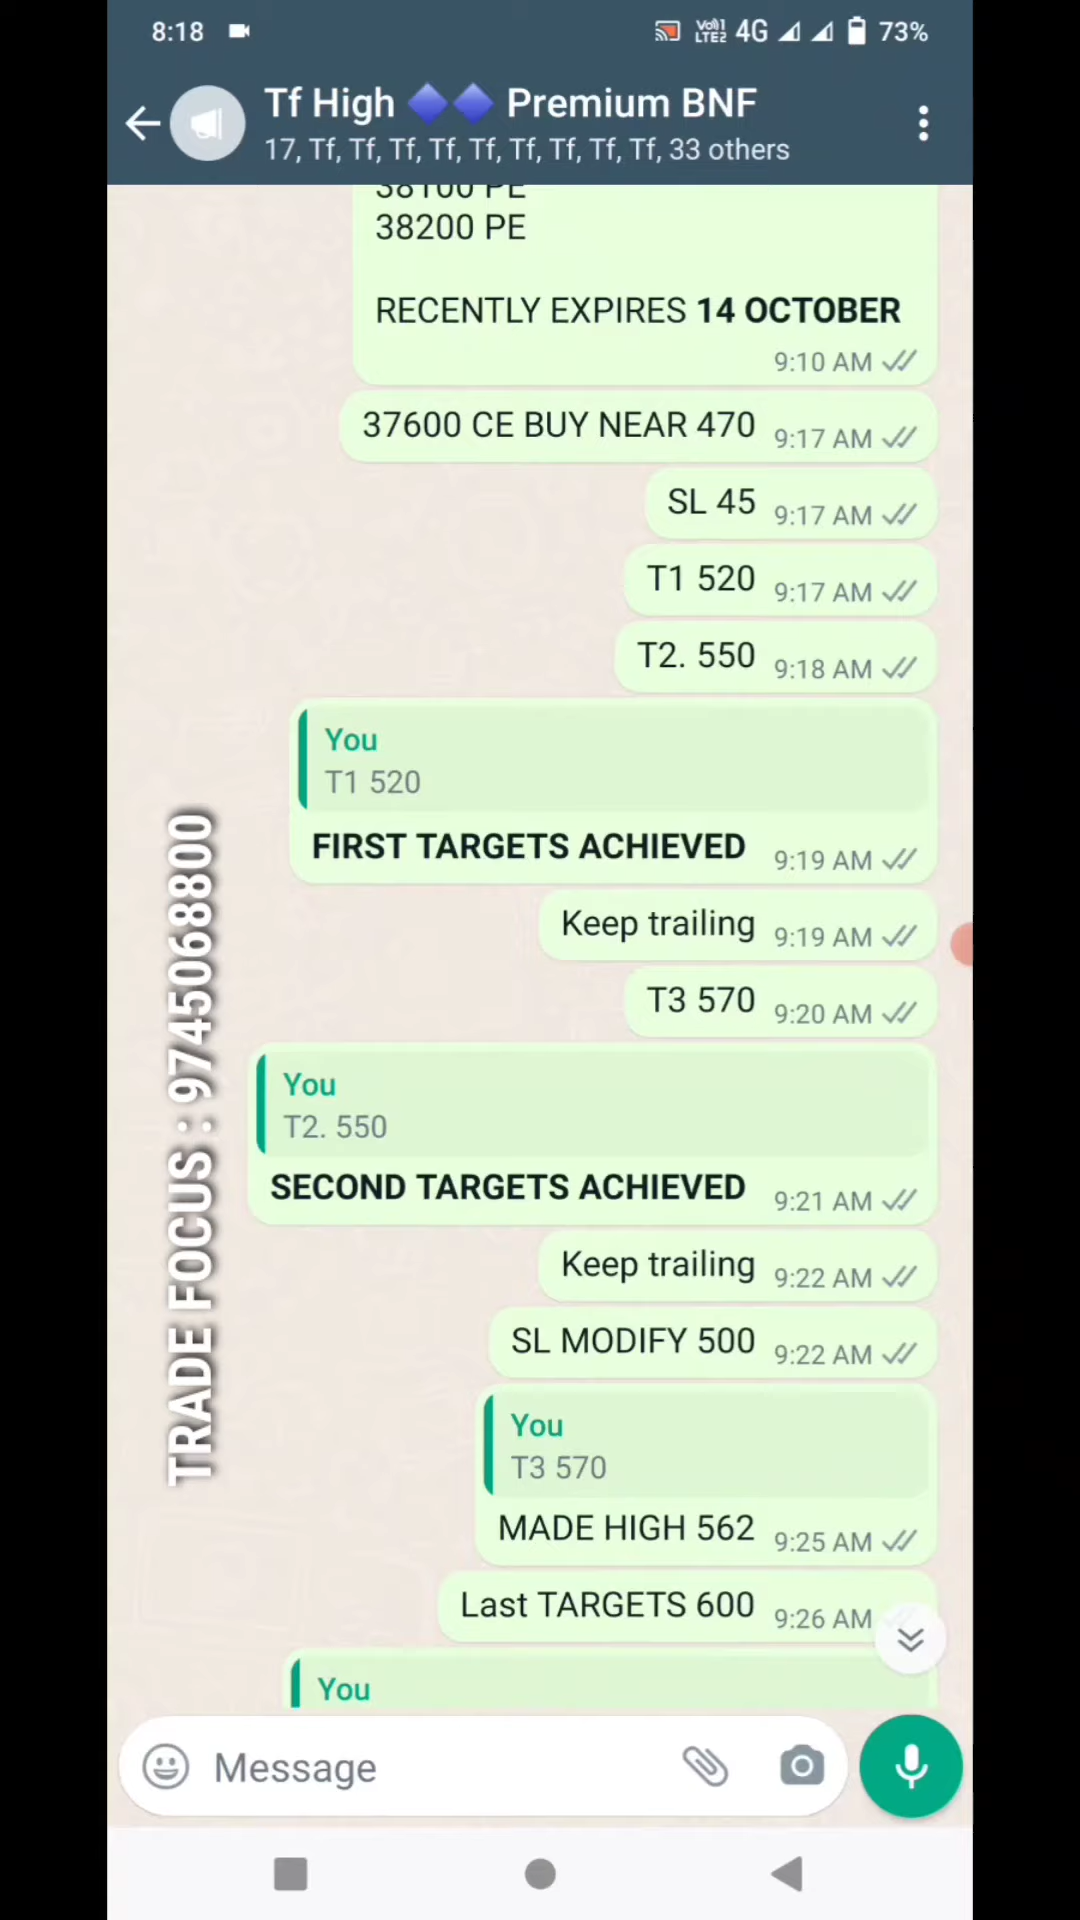 8:18
Vo))1 LTE2 4G 73%
Tf High 🔷🔷 Premium BNF
17, Tf, Tf, Tf, Tf, Tf, Tf, Tf, Tf, Tf, 33 others
38100 PE
38200 PE
RECENTLY EXPIRES 14 OCTOBER
9:10 AM
37600 CE BUY NEAR 470 9:17 AM
SL 45 9:17 AM
T1 520 9:17 AM
T2. 550 9:18 AM
You
T1 520
FIRST TARGETS ACHIEVED 9:19 AM
Keep trailing 9:19 AM
T3 570 9:20 AM
You
T2. 550
SECOND TARGETS ACHIEVED 9:21 AM
Keep trailing 9:22 AM
SL MODIFY 500 9:22 AM
You
T3 570
MADE HIGH 562 9:25 AM
Last TARGETS 600 9:26 AM
You
Message
TRADE FOCUS : 9745068800